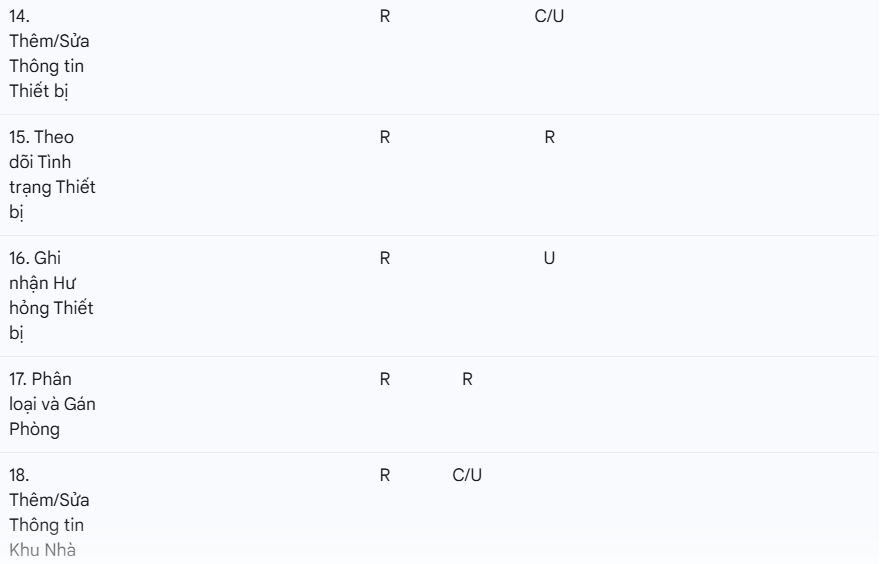 14. R C/U
Thêm/Sửa
Thông tin
Thiết bị
15. Theo R R
dõi Tình
trạng Thiết
bị
16. Ghi R U
nhận Hư
hỏng Thiết
bị
17. Phân R R
loại và Gán
Phòng
18. R C/U
Thêm/Sửa
Thông tin
Khu Nhà